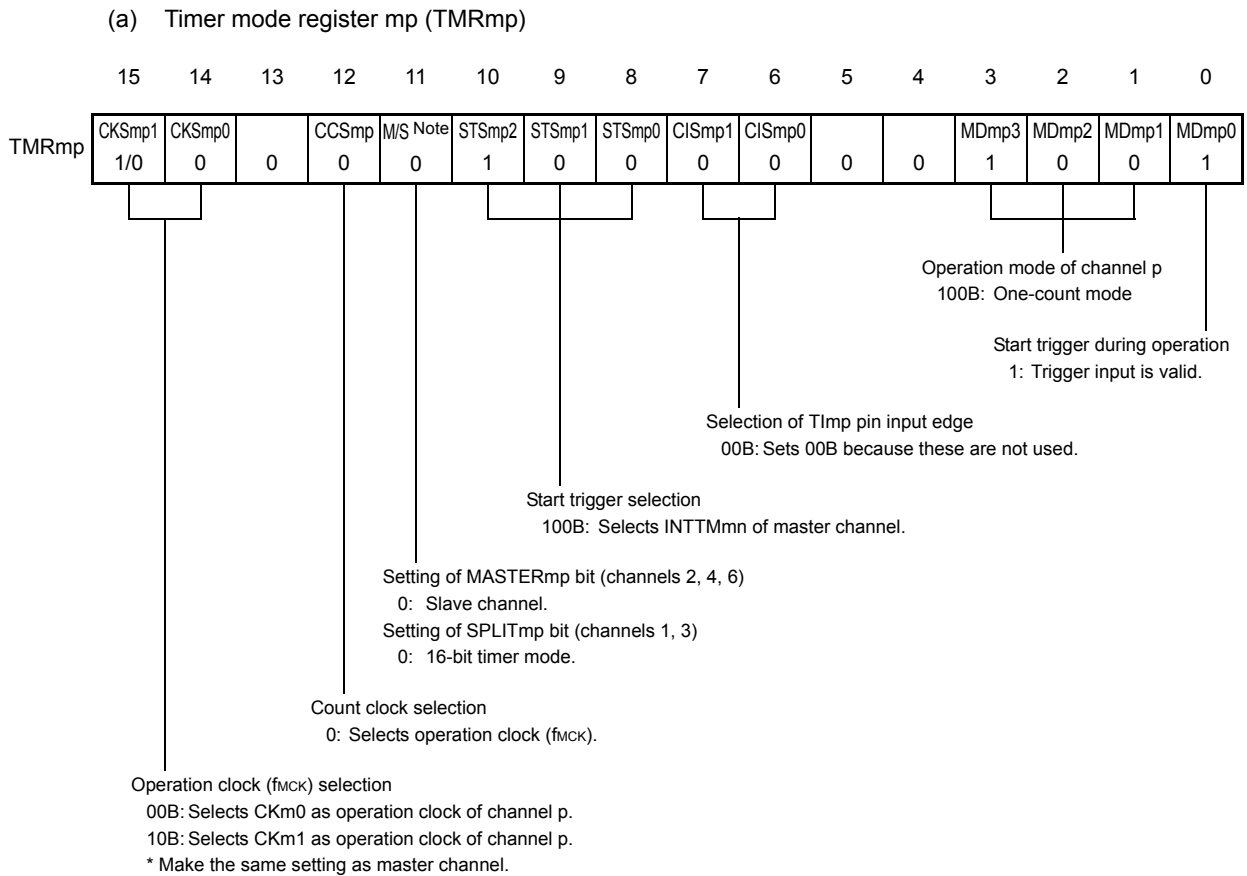 (a) Timer mode register mp (TMRmp)
15 14 13 12 11 10 9 8 7 6 5 4 3 2 1 0
TMRmp CKSmp1 CKSmp0 CCSmp M/S Note STSmp2 STSmp1 STSmp0 CISmp1 CISmp0 MDmp3 MDmp2 MDmp1 MDmp0
1/0 0 0 0 0 1 0 0 0 0 0 0 1 0 0 1
Operation mode of channel p
100B: One-count mode
Start trigger during operation
1: Trigger input is valid.
Selection of TImp pin input edge
00B: Sets 00B because these are not used.
Start trigger selection
100B: Selects INTTMmn of master channel.
Setting of MASTERmp bit (channels 2, 4, 6)
0: Slave channel.
Setting of SPLITmp bit (channels 1, 3)
0: 16-bit timer mode.
Count clock selection
0: Selects operation clock (fMCK).
Operation clock (fMCK) selection
00B: Selects CKm0 as operation clock of channel p.
10B: Selects CKm1 as operation clock of channel p.
* Make the same setting as master channel.